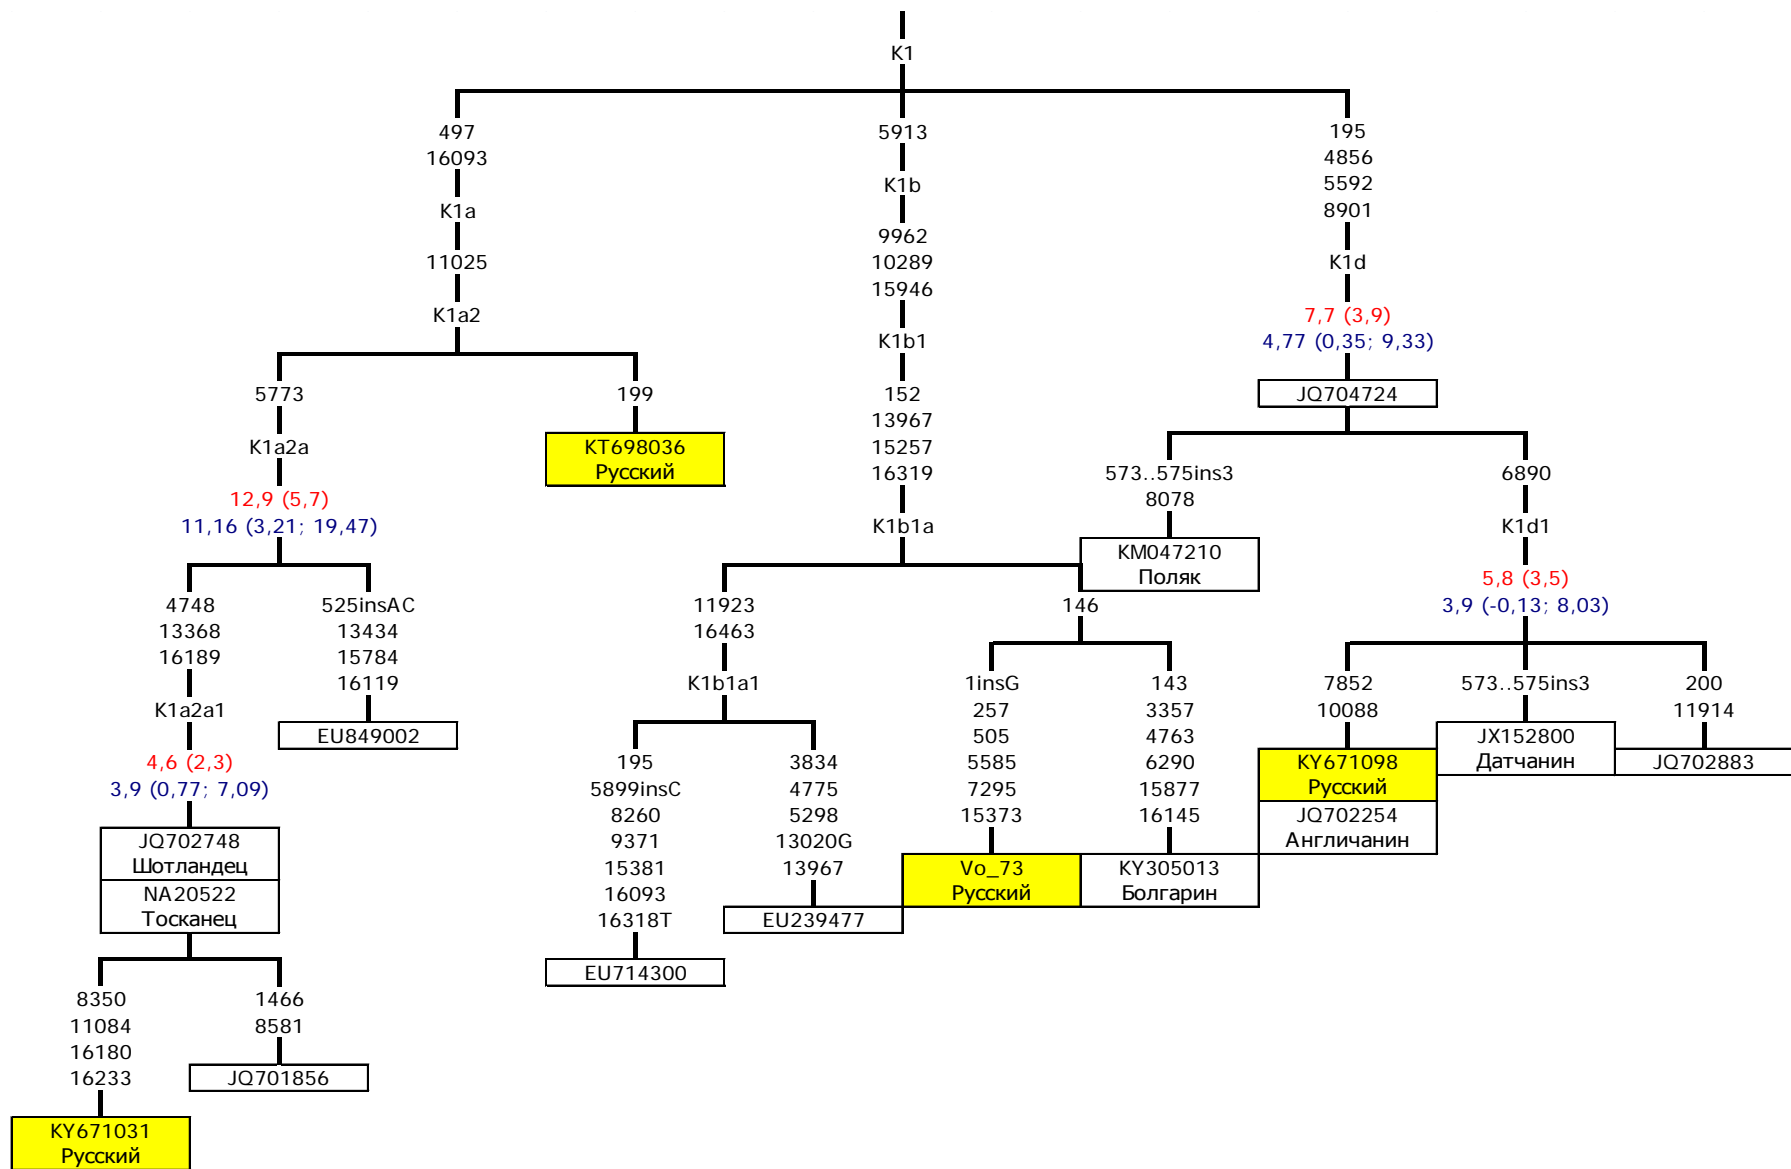 K1
497
16093
K1a
11025
K1a2
5773
K1a2a
12,9 (5,7)
11,16 (3,21; 19,47)
4748
13368
16189
K1a2a1
4,6 (2,3)
3,9 (0,77; 7,09)
JQ702748
Шотландец
NA20522
Тосканец
8350
11084
16180
16233
KY671031
Русский
1466
8581
JQ701856
525insAC
13434
15784
16119
EU849002
199
KT698036
Русский
5913
K1b
9962
10289
15946
K1b1
152
13967
15257
16319
K1b1a
11923
16463
K1b1a1
195
5899insC
8260
9371
15381
16093
16318T
EU714300
3834
4775
5298
13020G
13967
EU239477
146
1insG
257
505
5585
7295
15373
Vo_73
Русский
143
3357
4763
6290
15877
16145
KY305013
Болгарин
195
4856
5592
8901
K1d
7,7 (3,9)
4,77 (0,35; 9,33)
JQ704724
573..575ins3
8078
KM047210
Поляк
6890
K1d1
5,8 (3,5)
3,9 (-0,13; 8,03)
7852
10088
KY671098
Русский
JQ702254
Англичанин
573..575ins3
JX152800
Датчанин
200
11914
JQ702883